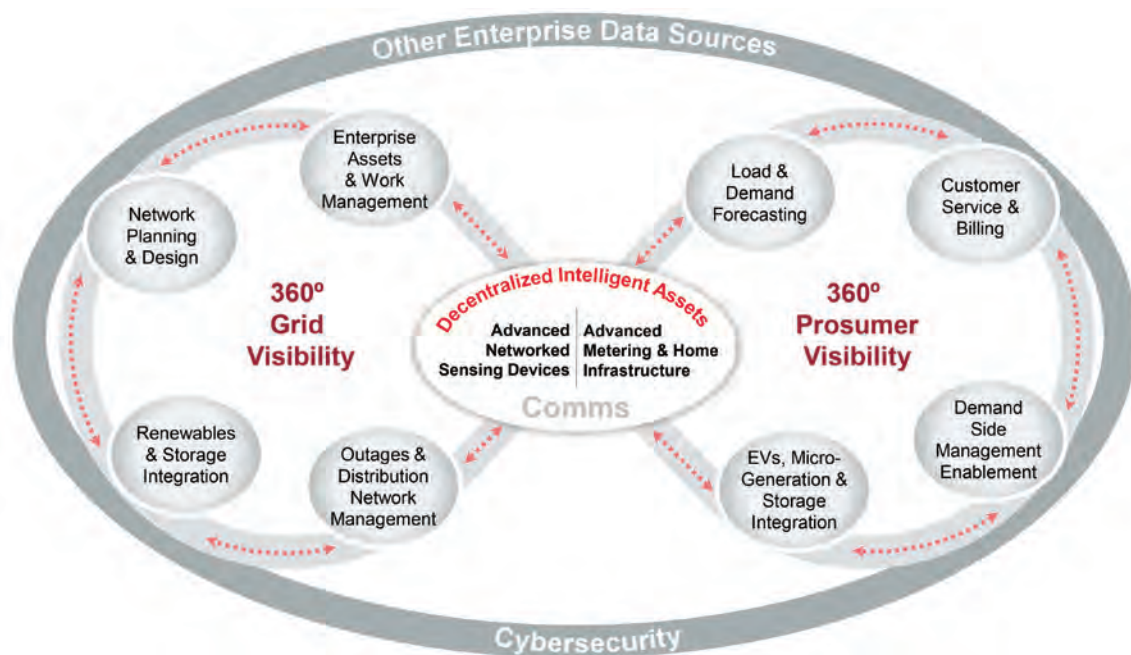 Other Enterprise Data Sources
Enterprise
Assets
& Work
Management
Load &
Demand
Forecasting
Customer
Service &
Billing
Network
Planning
& Design
360º
Grid
Visibility
Decentralized Intelligent Assets
Advanced
Networked
Sensing Devices
Advanced
Metering & Home
Infrastructure
Comms
360º
Prosumer
Visibility
Renewables
& Storage
Integration
Outages &
Distribution
Network
Management
EVs, Micro-
Generation &
Storage
Integration
Demand
Side
Management
Enablement
Cybersecurity